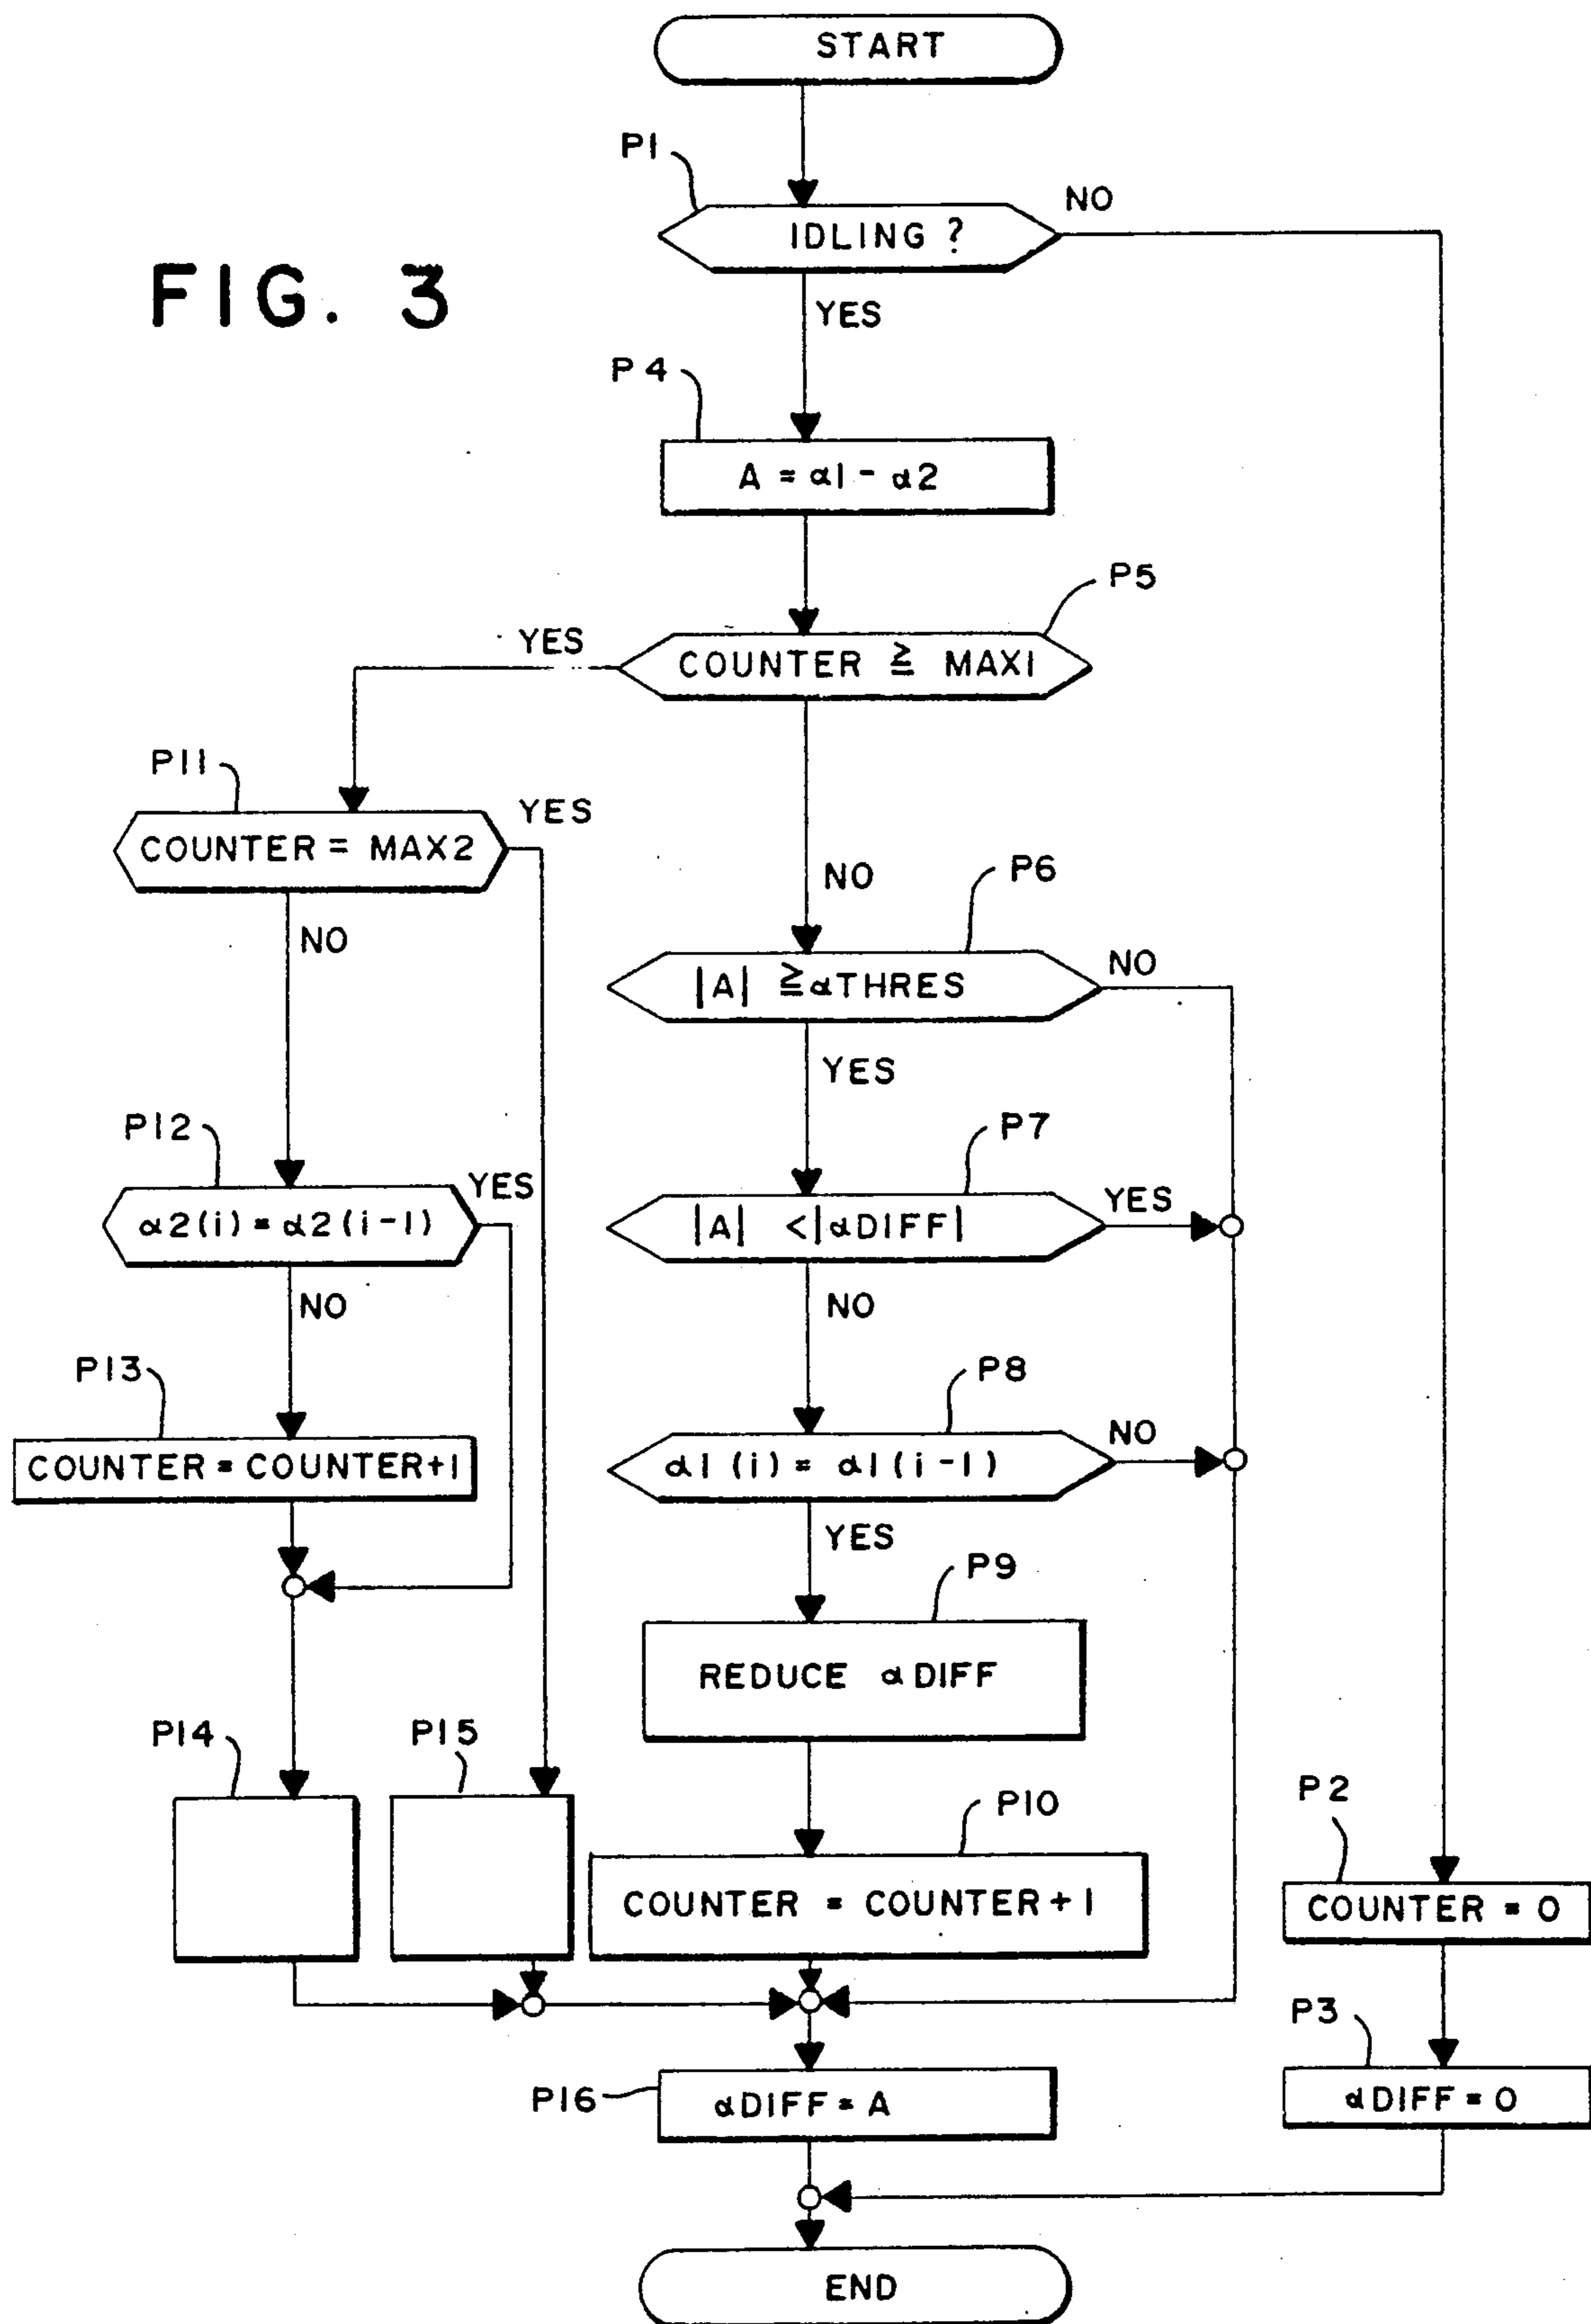 START
P1
NO
IDLING ?
FIG. 3
YES
P4
A = α1 - α2
P5
YES
COUNTER ≧ MAX1
P11
YES
COUNTER = MAX2
NO
P6
NO
NO
|A| ≧ αTHRES
YES
P12
P7
YES
YES
α2(i) = α2(i-1)
|A| < |αDIFF|
NO
NO
P13
P8
NO
COUNTER = COUNTER+1
α1(i) = α1(i-1)
YES
P9
REDUCE αDIFF
P14
P15
P10
P2
COUNTER = COUNTER+1
COUNTER = 0
P3
P16
αDIFF = A
αDIFF = 0
END